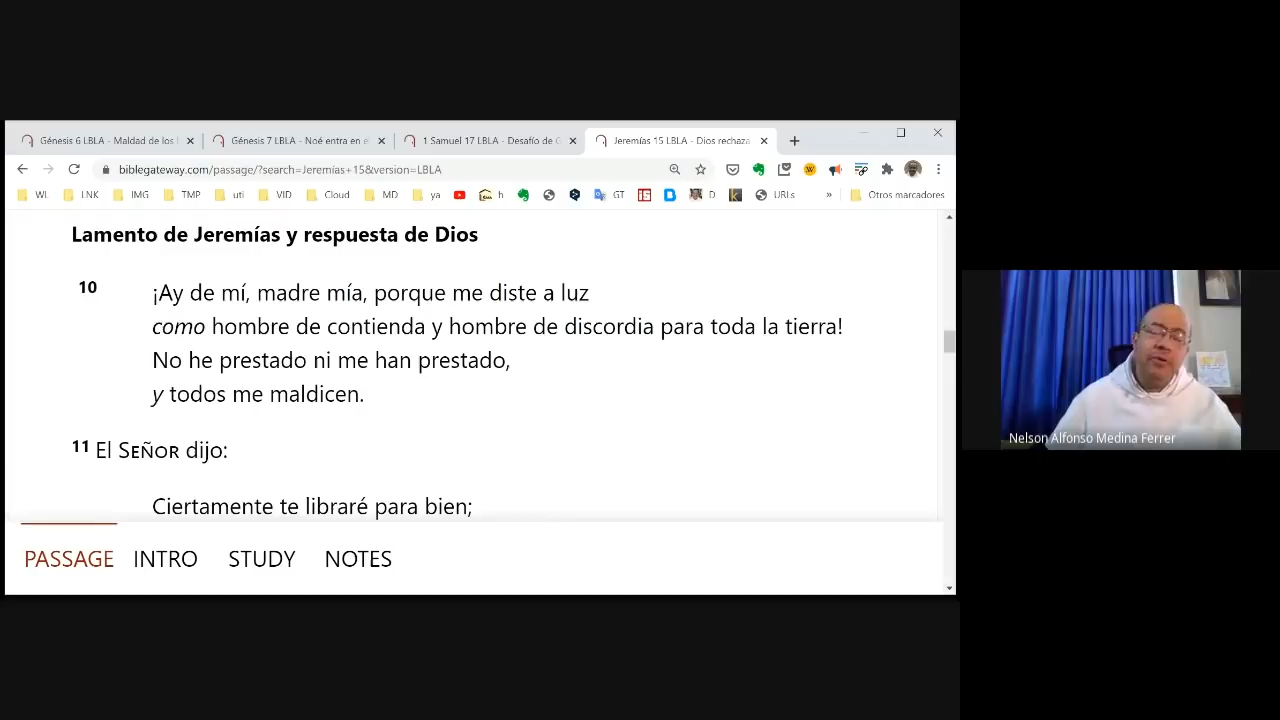 Génesis 6 LBLA - Maldad de los
Génesis 7 LBLA - Noé entra en e
1 Samuel 17 LBLA - Desafío de G
Jeremías 15 LBLA - Dios rechaza
biblegateway.com/passage/?search=Jeremías+15&version=LBLA
WL LNK IMG TMP uti VID Cloud MD ya h GT D URLs » Otros marcadores
Lamento de Jeremías y respuesta de Dios
10 ¡Ay de mí, madre mía, porque me diste a luz
como hombre de contienda y hombre de discordia para toda la tierra!
No he prestado ni me han prestado,
y todos me maldicen.
11 El SEÑOR dijo:
Ciertamente te libraré para bien;
PASSAGE INTRO STUDY NOTES
Nelson Alfonso Medina Ferrer